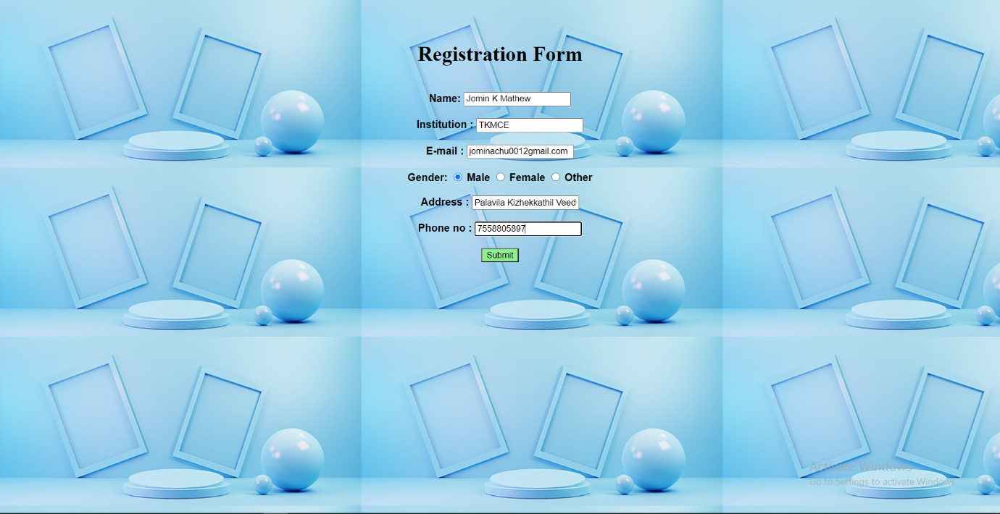 Registration Form
Name: Jomin K Mathew
Institution : TKMCE
E-mail : jominachu0012gmail.com
Gender: Male Female Other
Address : Palavila Kizhekkathil Veed
Phone no : 7558805897
Submit
Activate Windows
Go to Settings to activate Windows.